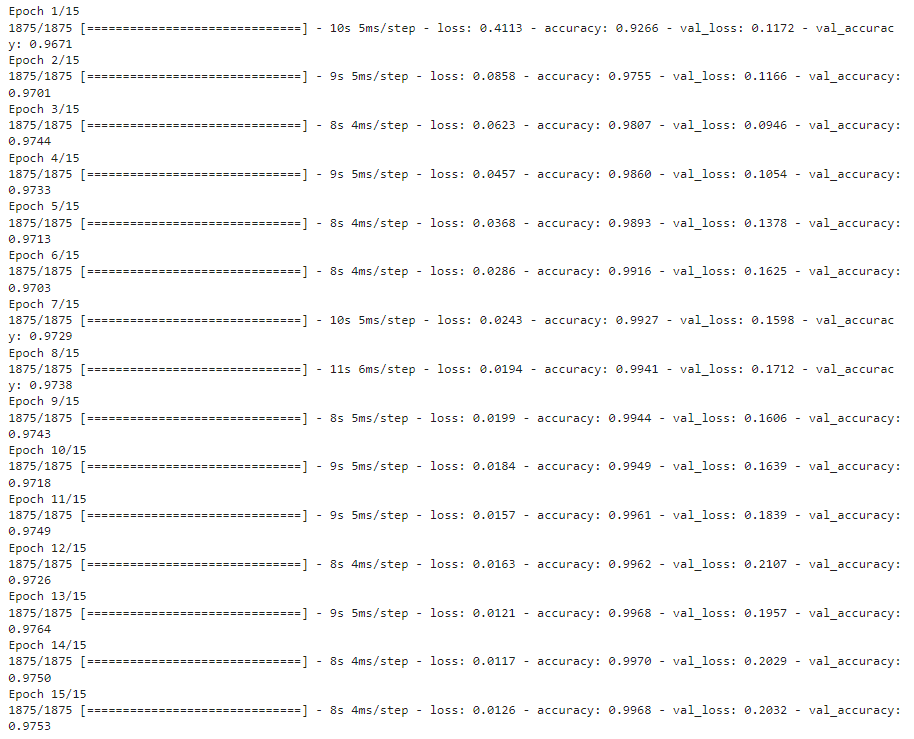 Epoch 1/15
1875/1875 [==============================] - 10s 5ms/step - loss: 0.4113 - accuracy: 0.9266 - val_loss: 0.1172 - val_accurac
y: 0.9671
Epoch 2/15
1875/1875 [==============================] - 9s 5ms/step - loss: 0.0858 - accuracy: 0.9755 - val_loss: 0.1166 - val_accuracy:
0.9701
Epoch 3/15
1875/1875 [==============================] - 8s 4ms/step - loss: 0.0623 - accuracy: 0.9807 - val_loss: 0.0946 - val_accuracy:
0.9744
Epoch 4/15
1875/1875 [==============================] - 9s 5ms/step - loss: 0.0457 - accuracy: 0.9860 - val_loss: 0.1054 - val_accuracy:
0.9733
Epoch 5/15
1875/1875 [==============================] - 8s 4ms/step - loss: 0.0368 - accuracy: 0.9893 - val_loss: 0.1378 - val_accuracy:
0.9713
Epoch 6/15
1875/1875 [==============================] - 8s 4ms/step - loss: 0.0286 - accuracy: 0.9916 - val_loss: 0.1625 - val_accuracy:
0.9703
Epoch 7/15
1875/1875 [==============================] - 10s 5ms/step - loss: 0.0243 - accuracy: 0.9927 - val_loss: 0.1598 - val_accurac
y: 0.9729
Epoch 8/15
1875/1875 [==============================] - 11s 6ms/step - loss: 0.0194 - accuracy: 0.9941 - val_loss: 0.1712 - val_accurac
y: 0.9738
Epoch 9/15
1875/1875 [==============================] - 8s 5ms/step - loss: 0.0199 - accuracy: 0.9944 - val_loss: 0.1606 - val_accuracy:
0.9743
Epoch 10/15
1875/1875 [==============================] - 9s 5ms/step - loss: 0.0184 - accuracy: 0.9949 - val_loss: 0.1639 - val_accuracy:
0.9718
Epoch 11/15
1875/1875 [==============================] - 9s 5ms/step - loss: 0.0157 - accuracy: 0.9961 - val_loss: 0.1839 - val_accuracy:
0.9749
Epoch 12/15
1875/1875 [==============================] - 8s 4ms/step - loss: 0.0163 - accuracy: 0.9962 - val_loss: 0.2107 - val_accuracy:
0.9726
Epoch 13/15
1875/1875 [==============================] - 9s 5ms/step - loss: 0.0121 - accuracy: 0.9968 - val_loss: 0.1957 - val_accuracy:
0.9764
Epoch 14/15
1875/1875 [==============================] - 8s 4ms/step - loss: 0.0117 - accuracy: 0.9970 - val_loss: 0.2029 - val_accuracy:
0.9750
Epoch 15/15
1875/1875 [==============================] - 8s 4ms/step - loss: 0.0126 - accuracy: 0.9968 - val_loss: 0.2032 - val_accuracy:
0.9753